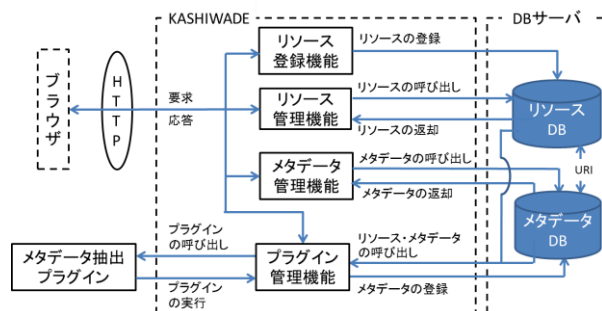 KASHIWADE
DBサーバ
ブラウザ
HTTP
要求
応答
リソース
登録機能
リソースの登録
リソース
管理機能
リソースの呼び出し
リソースの返却
リソース
DB
メタデータ
管理機能
メタデータの呼び出し
メタデータの返却
URI
メタデータ
DB
メタデータ抽出
プラグイン
プラグイン
の呼び出し
プラグイン
の実行
プラグイン
管理機能
リソース・メタデータ
の呼び出し
メタデータの登録